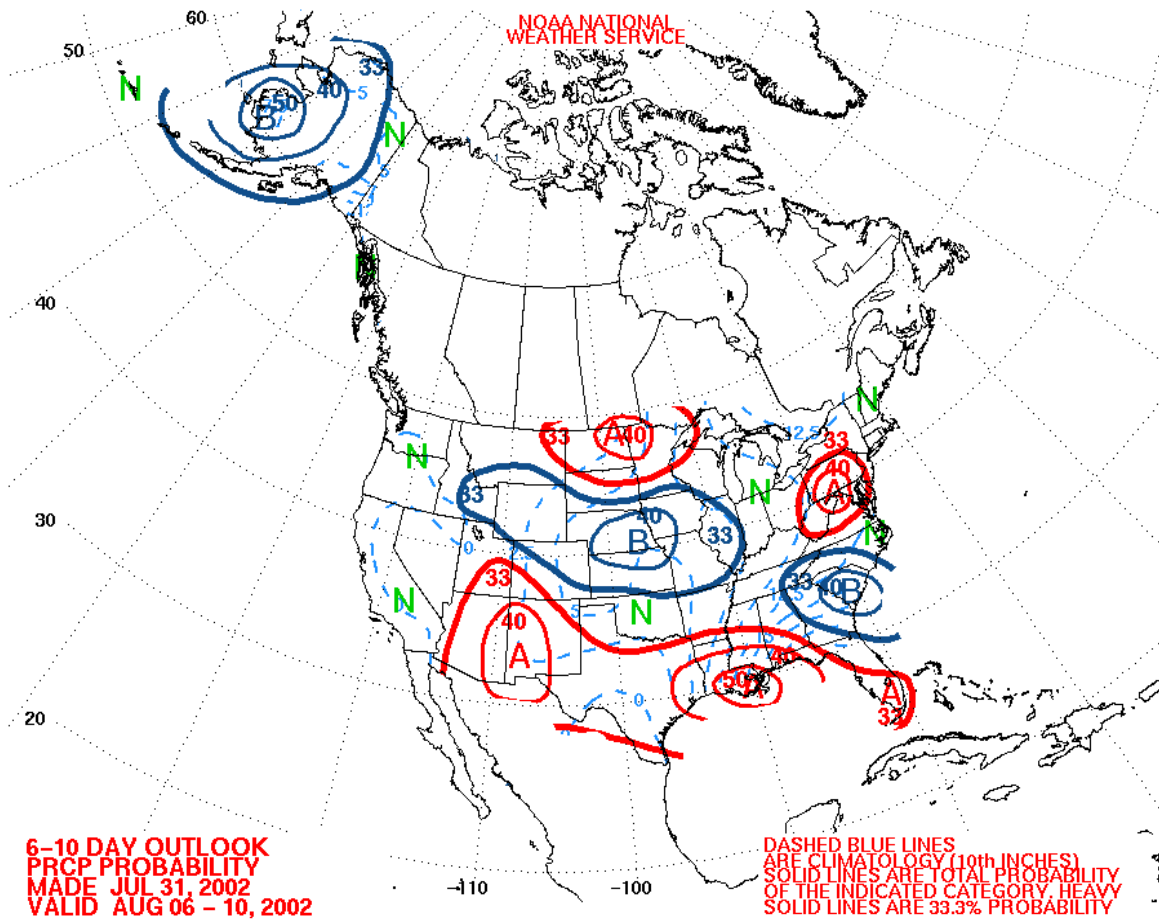 NOAA NATIONAL
WEATHER SERVICE
60
50
40
30
20
N
33
40
50
B
5
N
N
33
A
40
N
N
12.5
33
40
A
N
N
33
40
B
33
0
33
40
B
33
40
A
N
N
5
0
50
40
A
33
−110
−100
6−10 DAY OUTLOOK
PRCP PROBABILITY
MADE JUL 31, 2002
VALID AUG 06 − 10, 2002
DASHED BLUE LINES
ARE CLIMATOLOGY (10th INCHES)
SOLID LINES ARE TOTAL PROBABILITY
OF THE INDICATED CATEGORY. HEAVY
SOLID LINES ARE 33.3% PROBABILITY